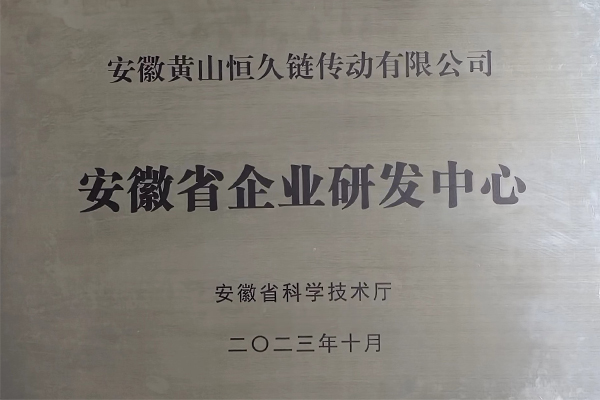 安徽黄山恒久链传动有限公司
安徽省企业研发中心
安徽省科学技术厅
二〇二三年十月